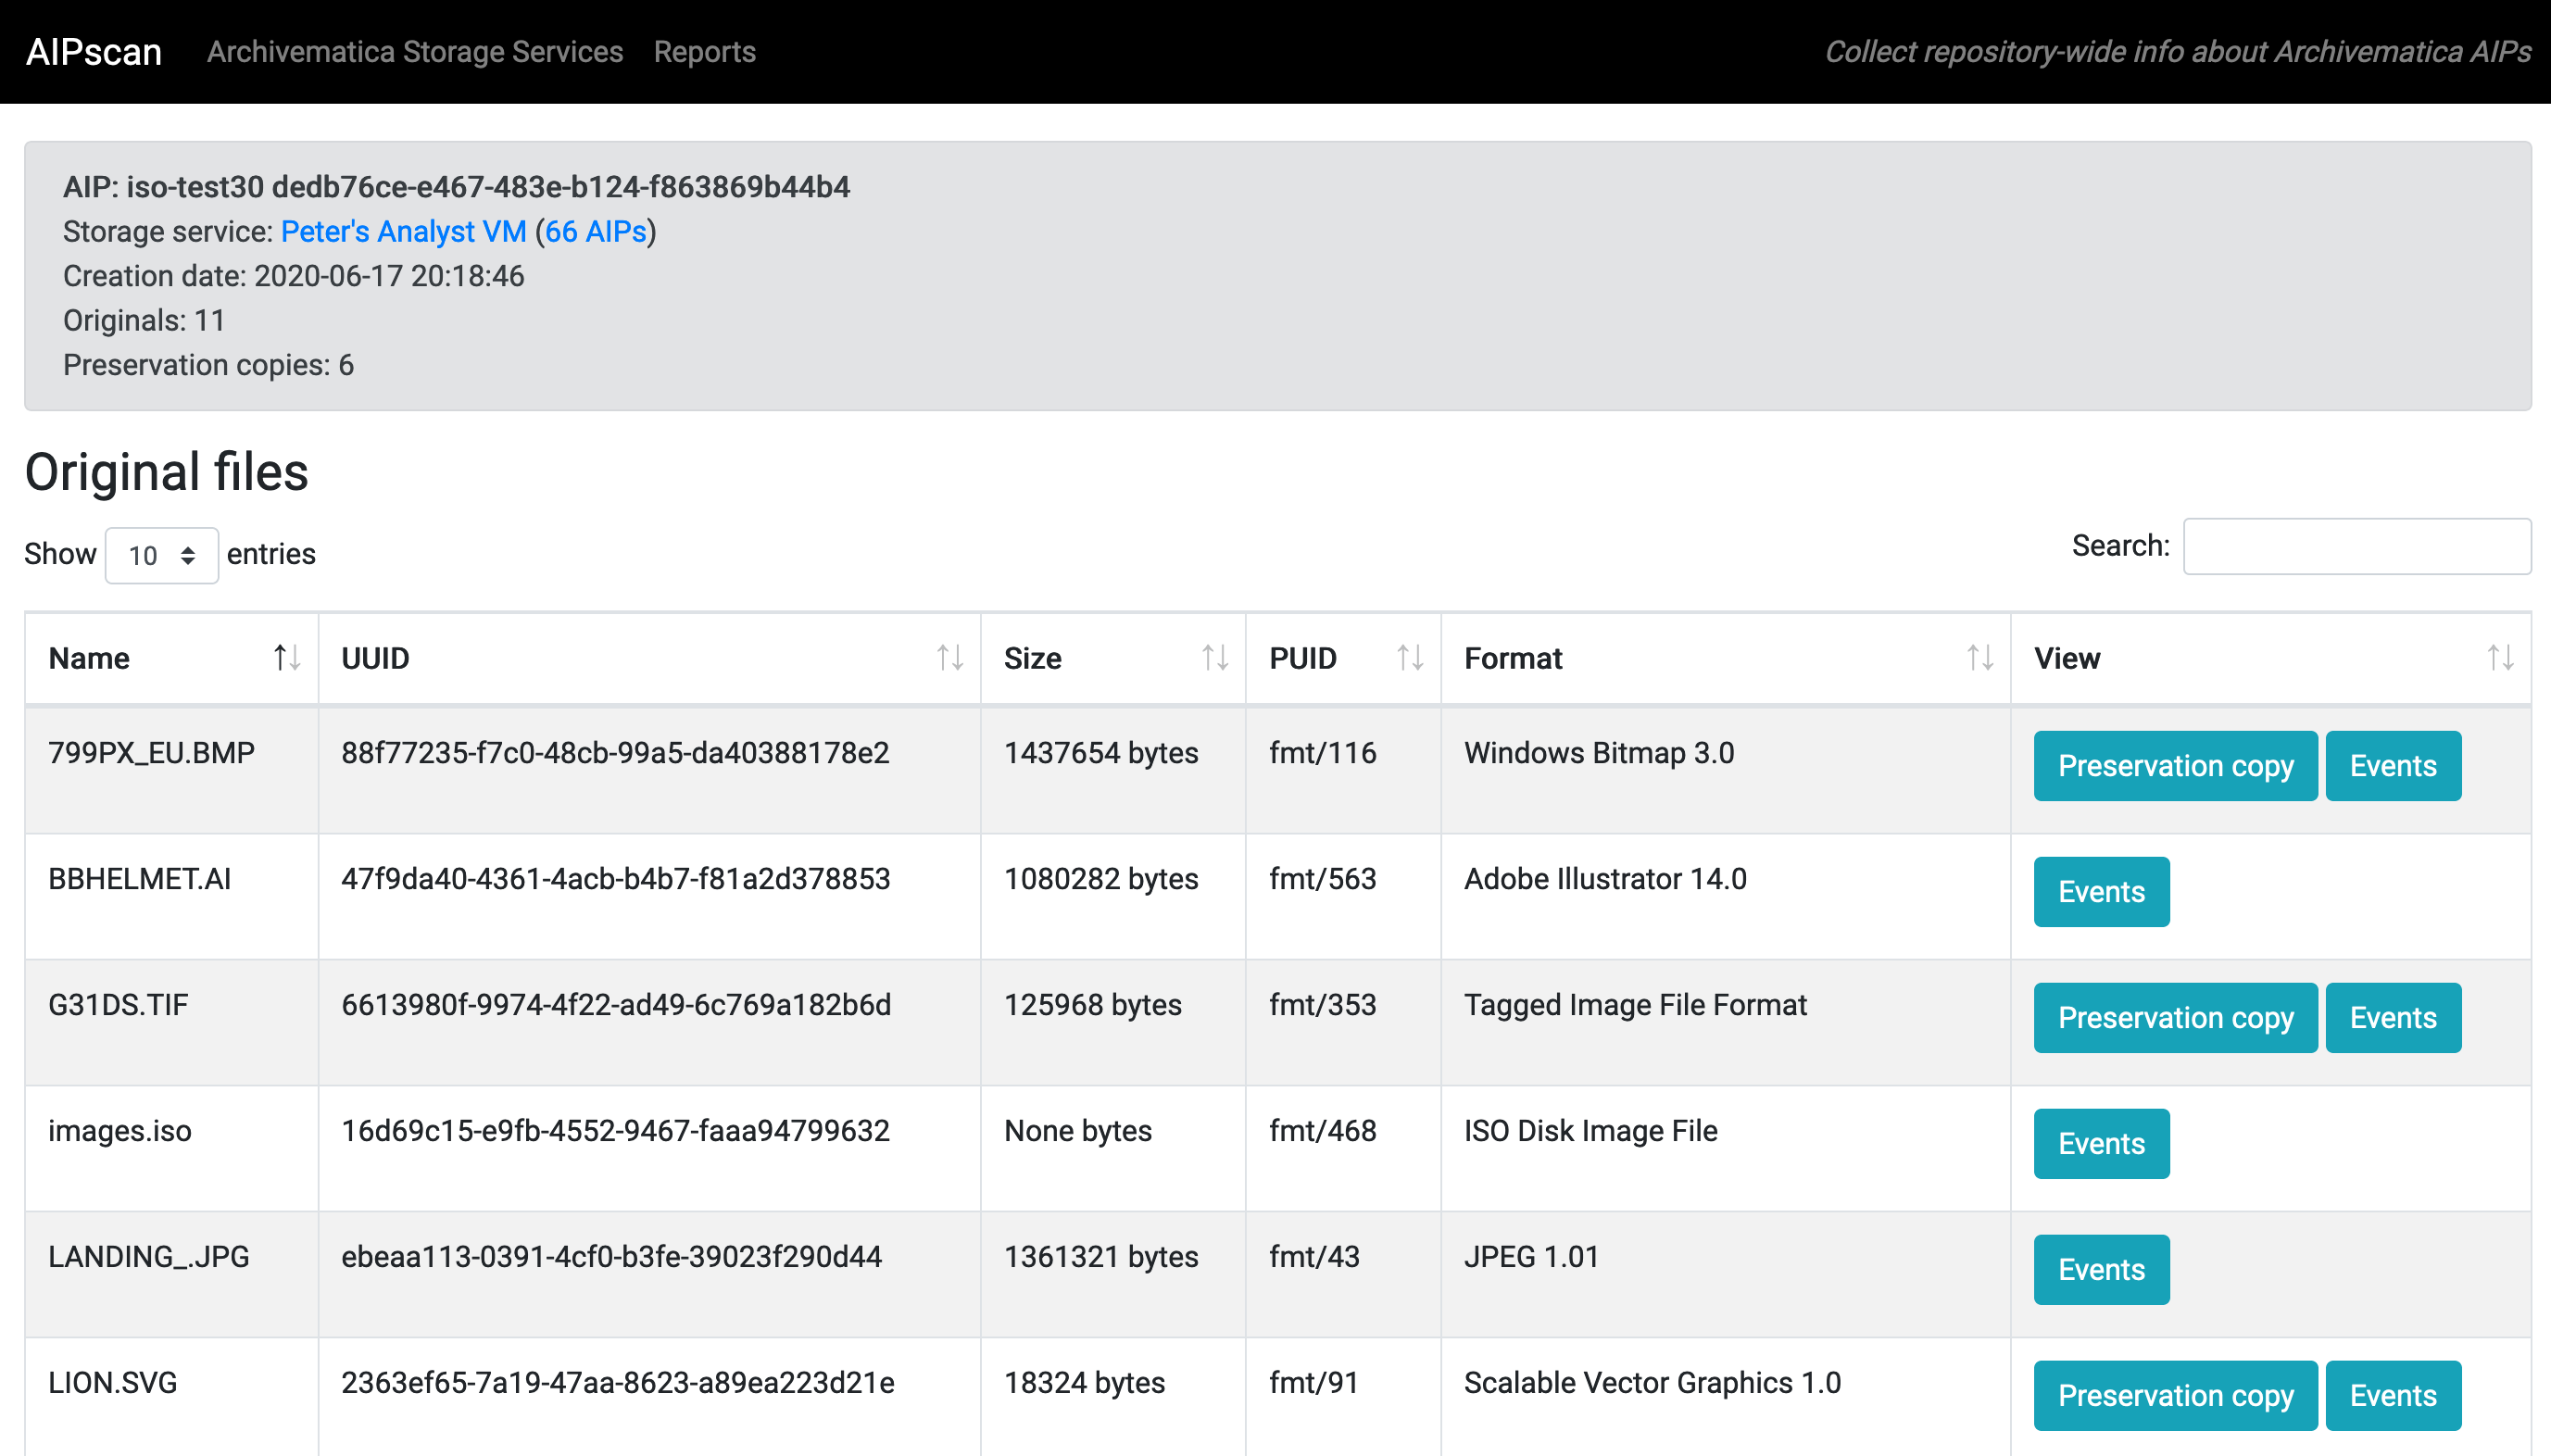 AIPscan Archivematica Storage Services Reports Collect repository-wide info about Archivematica AIPs
AIP: iso-test30 dedb76ce-e467-483e-b124-f863869b44b4
Storage service: Peter's Analyst VM (66 AIPs)
Creation date: 2020-06-17 20:18:46
Originals: 11
Preservation copies: 6
Original files
Show 10 entries Search:
Name UUID Size PUID Format View
799PX_EU.BMP 88f77235-f7c0-48cb-99a5-da40388178e2 1437654 bytes fmt/116 Windows Bitmap 3.0 Preservation copy Events
BBHELMET.AI 47f9da40-4361-4acb-b4b7-f81a2d378853 1080282 bytes fmt/563 Adobe Illustrator 14.0 Events
G31DS.TIF 6613980f-9974-4f22-ad49-6c769a182b6d 125968 bytes fmt/353 Tagged Image File Format Preservation copy Events
images.iso 16d69c15-e9fb-4552-9467-faaa94799632 None bytes fmt/468 ISO Disk Image File Events
LANDING_.JPG ebeaa113-0391-4cf0-b3fe-39023f290d44 1361321 bytes fmt/43 JPEG 1.01 Events
LION.SVG 2363ef65-7a19-47aa-8623-a89ea223d21e 18324 bytes fmt/91 Scalable Vector Graphics 1.0 Preservation copy Events